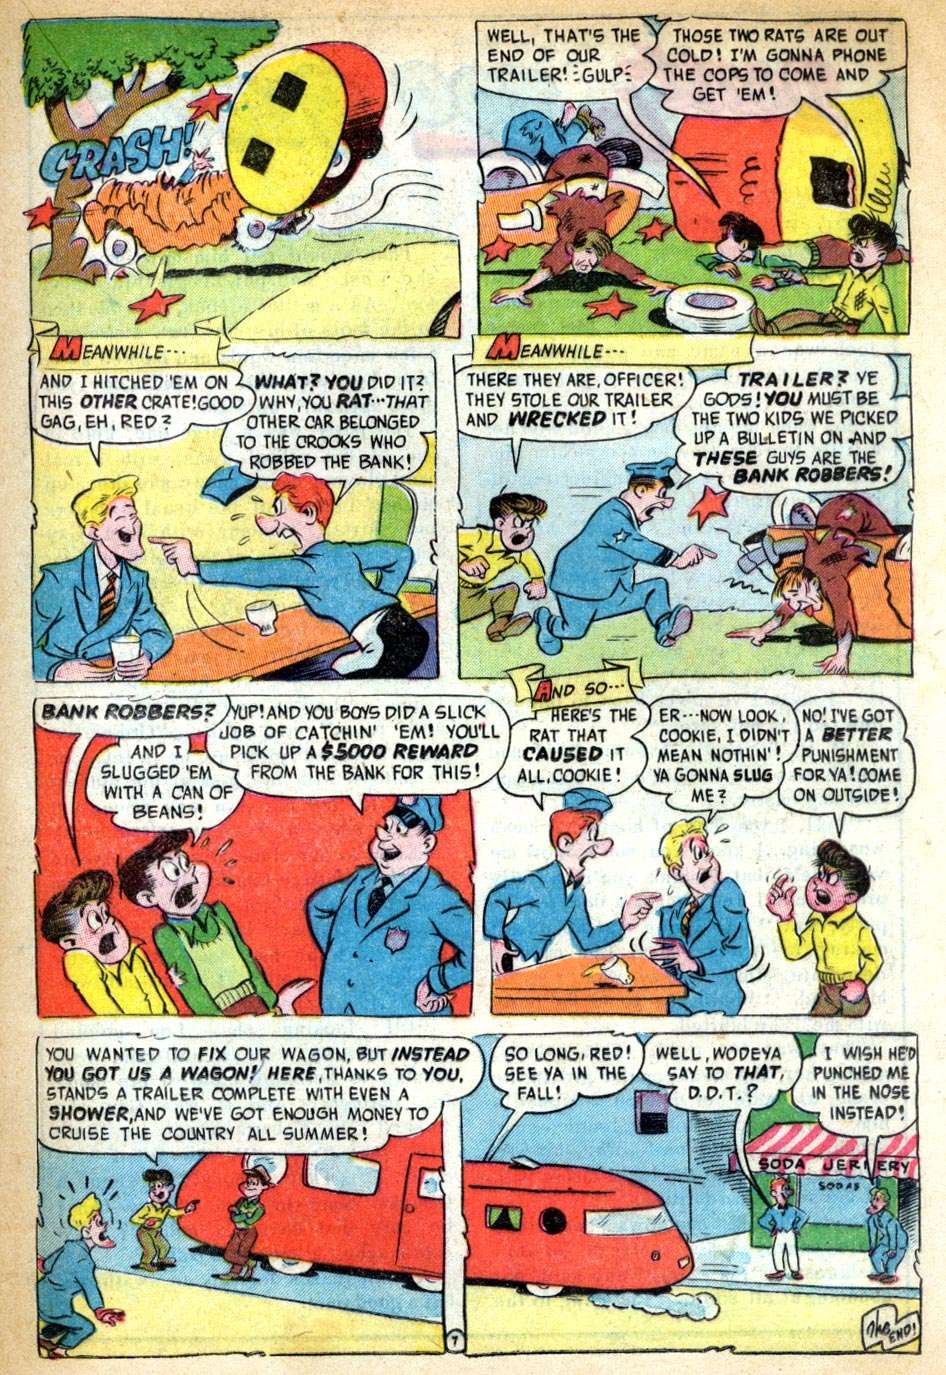 CRASH!
WELL, THAT'S THE
END OF OUR
TRAILER! GULP
THOSE TWO RATS ARE OUT
COLD! I'M GONNA PHONE
THE COPS TO COME AND
GET 'EM!
MEANWHILE---
AND I HITCHED 'EM ON
THIS OTHER CRATE! GOOD
GAG, EH, RED?
WHAT? YOU DID IT?
WHY, YOU RAT---THAT
OTHER CAR BELONGED
TO THE CROOKS WHO
ROBBED THE BANK!
MEANWHILE---
THERE THEY ARE, OFFICER!
THEY STOLE OUR TRAILER
AND WRECKED IT!
TRAILER? YE
GODS! YOU MUST BE
THE TWO KIDS WE PICKED
UP A BULLETIN ON AND
THESE GUYS ARE THE
BANK ROBBERS!
BANK ROBBERS?
AND I
SLUGGED 'EM
WITH A CAN OF
BEANS!
YUP! AND YOU BOYS DID A SLICK
JOB OF CATCHIN' 'EM! YOU'LL
PICK UP A $5000 REWARD
FROM THE BANK FOR THIS!
AND SO---
HERE'S THE
RAT THAT
CAUSED IT
ALL, COOKIE!
ER---NOW LOOK,
COOKIE, I DIDN'T
MEAN NOTHIN'!
YA GONNA SLUG
ME?
NO! I'VE GOT
A BETTER
PUNISHMENT
FOR YA! COME
ON OUTSIDE!
YOU WANTED TO FIX OUR WAGON, BUT INSTEAD
YOU GOT US A WAGON! HERE, THANKS TO YOU,
STANDS A TRAILER COMPLETE WITH EVEN A
SHOWER, AND WE'VE GOT ENOUGH MONEY TO
CRUISE THE COUNTRY ALL SUMMER!
SO LONG, RED!
SEE YA IN THE
FALL!
WELL, WODEYA
SAY TO THAT,
D.D.T.?
I WISH HE'D
PUNCHED ME
IN THE NOSE
INSTEAD!
SODA JERKERY
SODAS
7
The END!